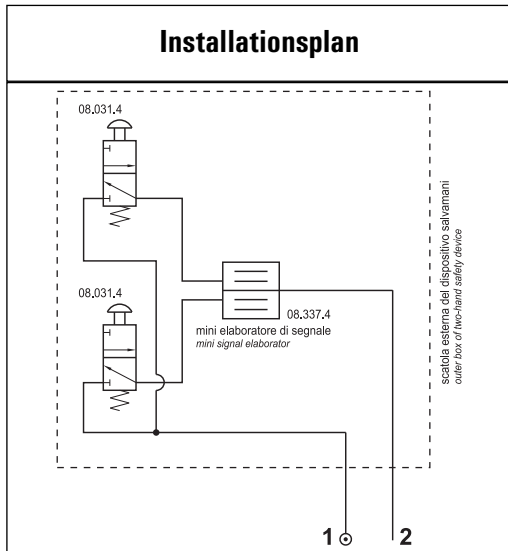 Installationsplan
08.031.4
08.031.4
08.337.4
mini elaboratore di segnale
mini signal elaborator
scatola esterna del dispositivo salvamani
outer box of two-hand safety device
1
2